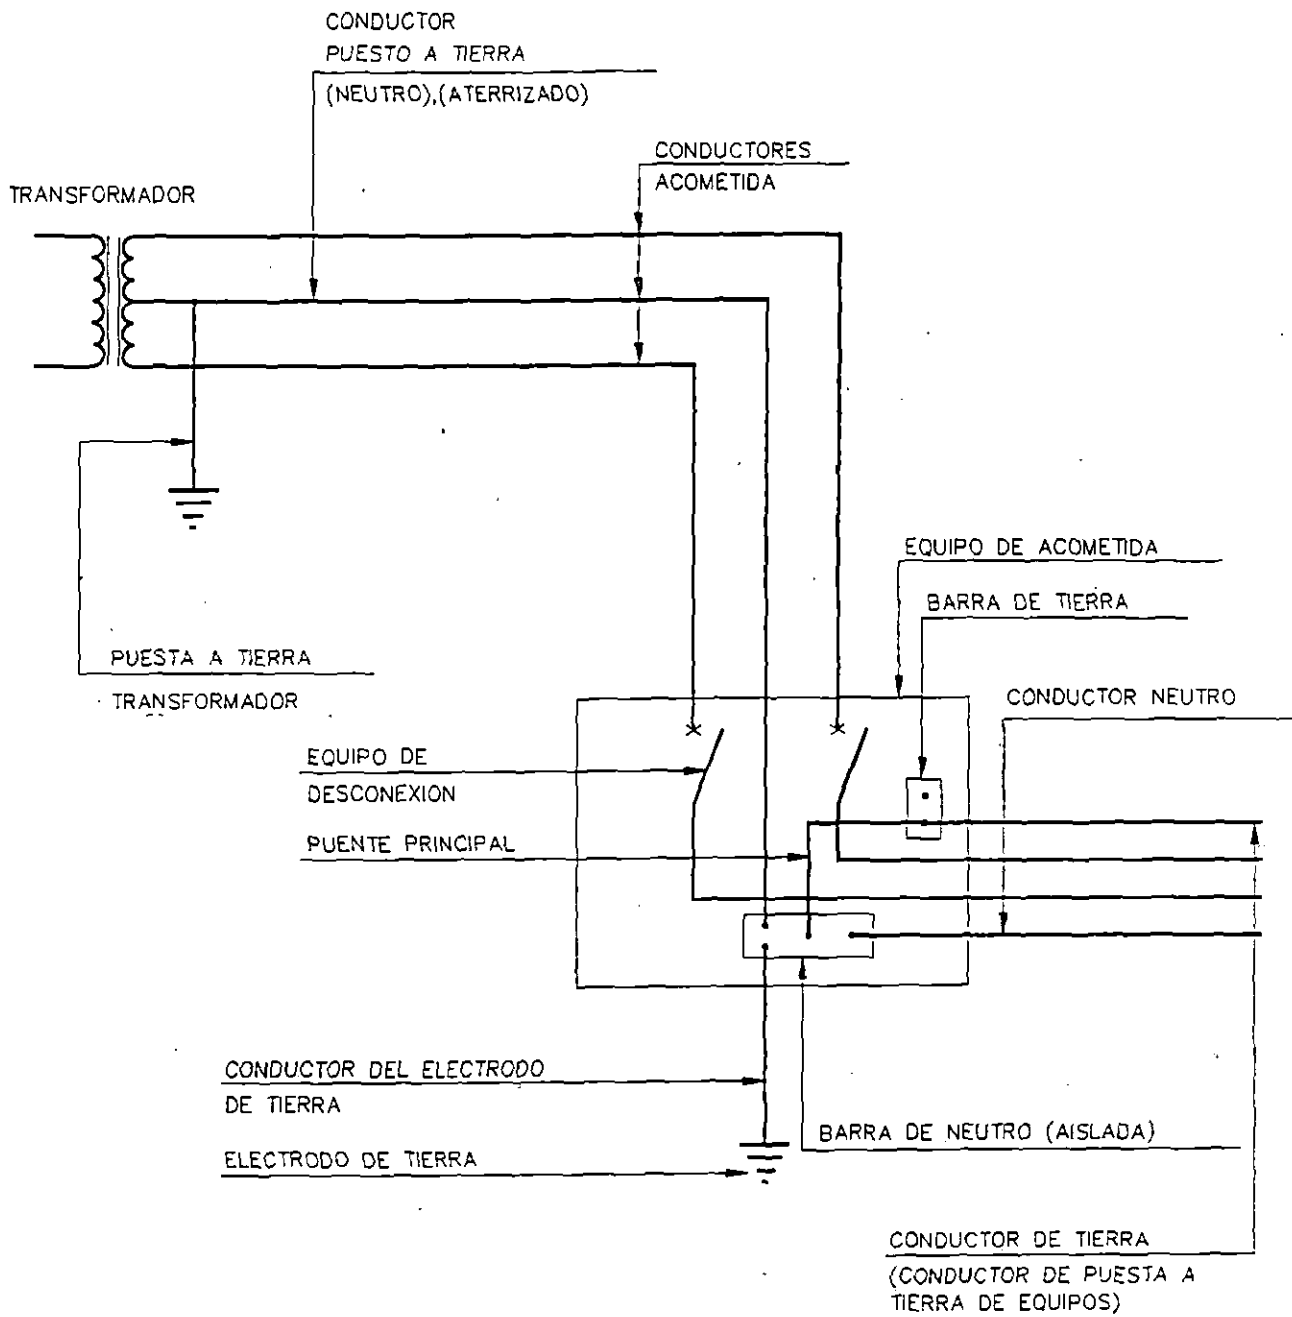 CONDUCTOR
PUESTO A TIERRA
(NEUTRO),(ATERRIZADO)
CONDUCTORES
ACOMETIDA
TRANSFORMADOR
EQUIPO DE ACOMETIDA
BARRA DE TIERRA
PUESTA A TIERRA
TRANSFORMADOR
CONDUCTOR NEUTRO
EQUIPO DE
DESCONEXION
PUENTE PRINCIPAL
CONDUCTOR DEL ELECTRODO
DE TIERRA
BARRA DE NEUTRO (AISLADA)
ELECTRODO DE TIERRA
CONDUCTOR DE TIERRA
(CONDUCTOR DE PUESTA A
TIERRA DE EQUIPOS)